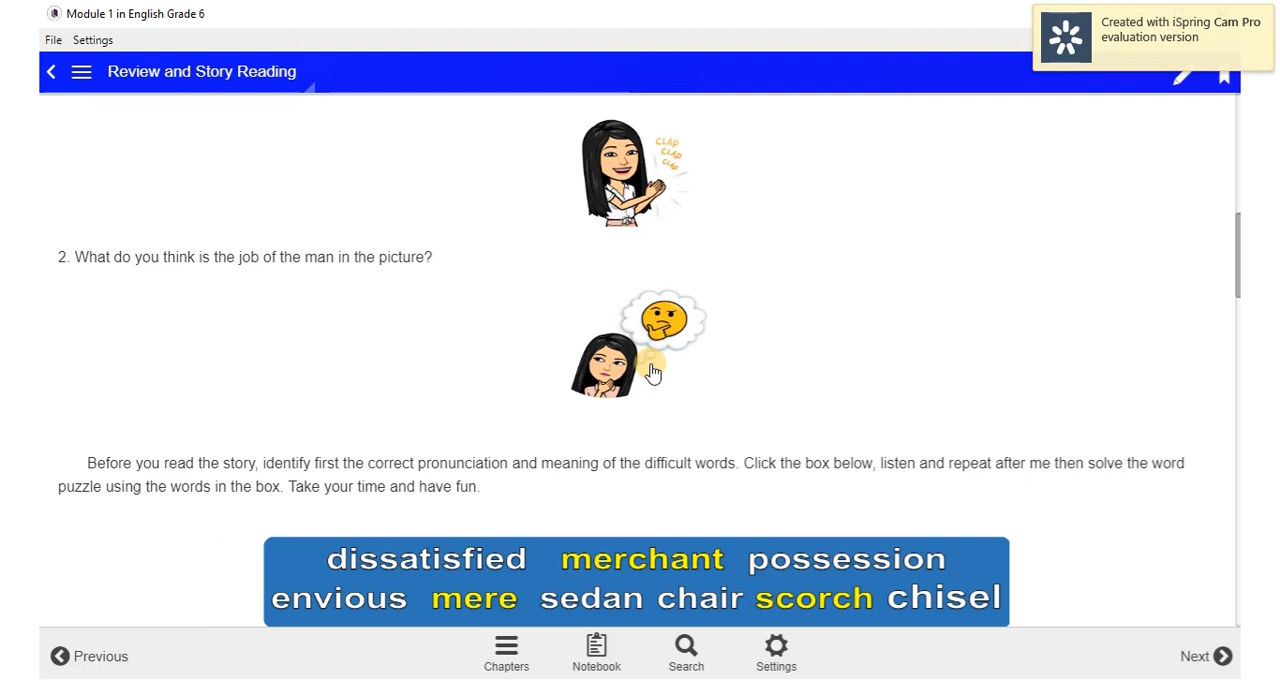 Module 1 in English Grade 6
Created with iSpring Cam Pro
evaluation version
File Settings
Review and Story Reading
CLAP
CLAP
CLAP
2. What do you think is the job of the man in the picture?
Before you read the story, identify first the correct pronunciation and meaning of the difficult words. Click the box below, listen and repeat after me then solve the word
puzzle using the words in the box. Take your time and have fun.
dissatisfied merchant possession
envious mere sedan chair scorch chisel
Previous
Chapters
Notebook
Search
Settings
Next